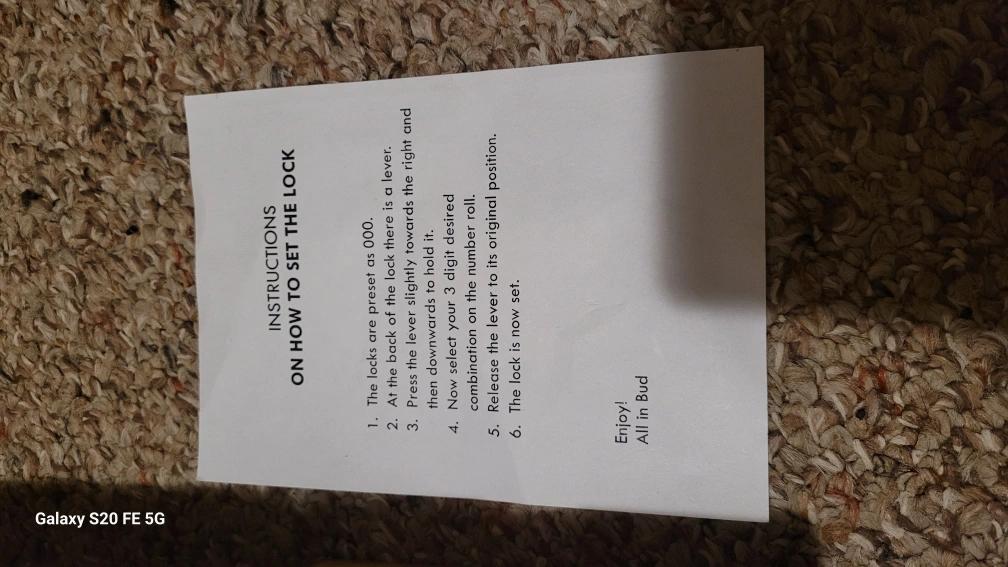 INSTRUCTIONS
ON HOW TO SET THE LOCK
1. The locks are preset as 000.
2. At the back of the lock there is a lever.
3. Press the lever slightly towards the right and
then downwards to hold it.
4. Now select your 3 digit desired
combination on the number roll.
5. Release the lever to its original position.
6. The lock is now set.
Enjoy!
All in Bud
Galaxy S20 FE 5G